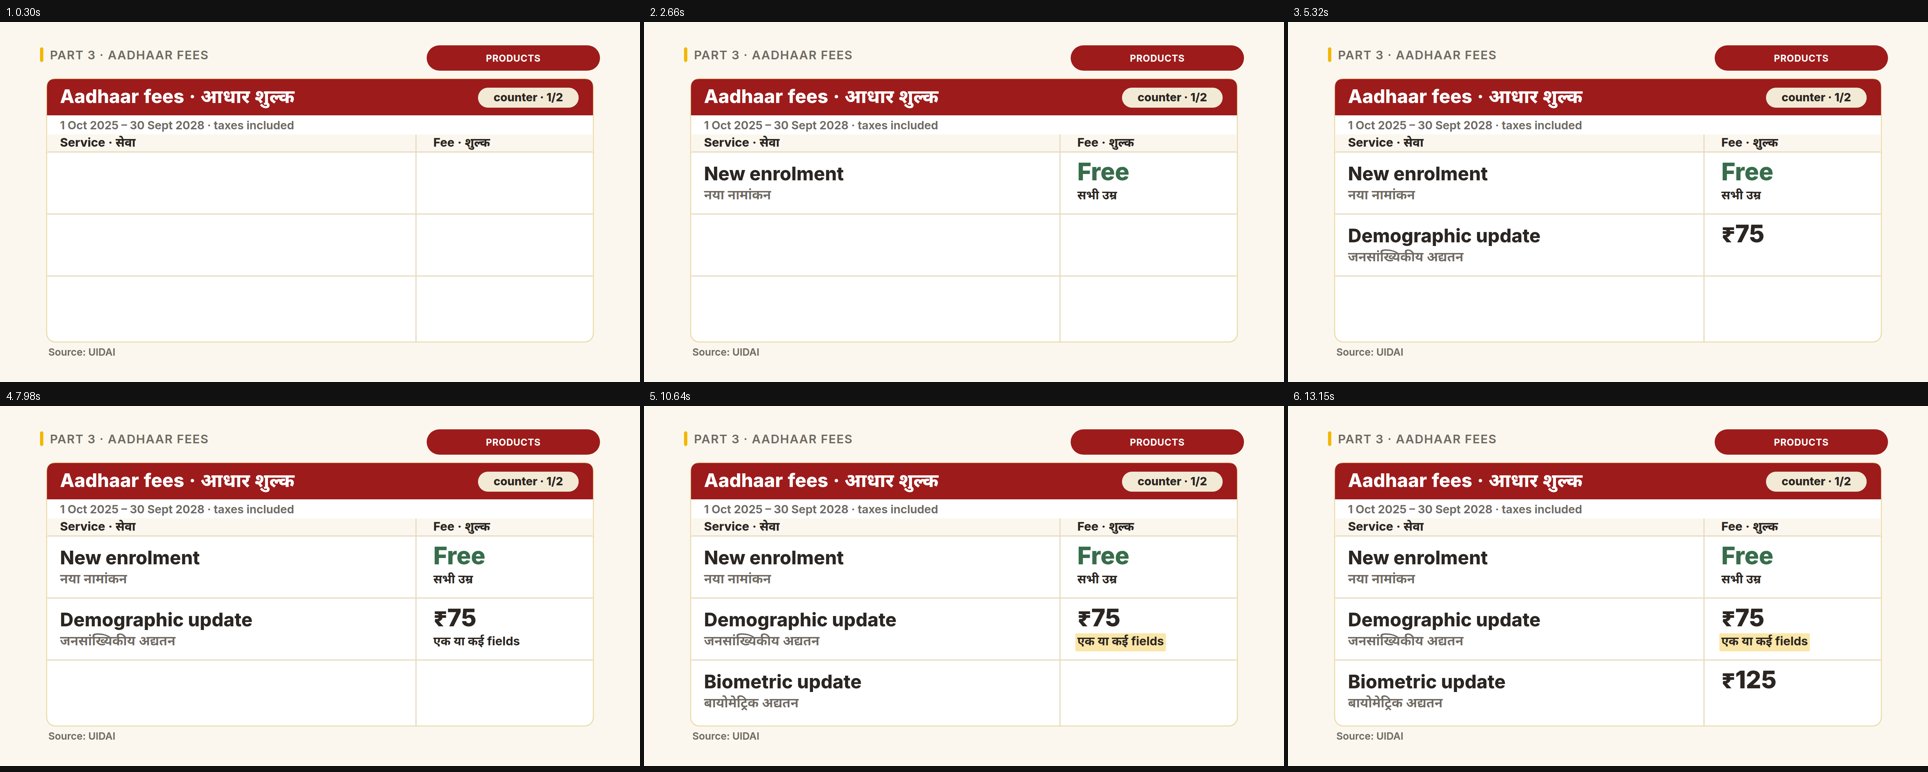 1. 0.30s
PART 3 · AADHAAR FEES
PRODUCTS
Aadhaar fees · आधार शुल्क
counter · 1/2
1 Oct 2025 – 30 Sept 2028 · taxes included
Service · सेवा
Fee · शुल्क
Source: UIDAI
2. 2.66s
PART 3 · AADHAAR FEES
PRODUCTS
Aadhaar fees · आधार शुल्क
counter · 1/2
1 Oct 2025 – 30 Sept 2028 · taxes included
Service · सेवा
Fee · शुल्क
New enrolment
Free
नया नामांकन
सभी उम्र
Source: UIDAI
3. 5.32s
PART 3 · AADHAAR FEES
PRODUCTS
Aadhaar fees · आधार शुल्क
counter · 1/2
1 Oct 2025 – 30 Sept 2028 · taxes included
Service · सेवा
Fee · शुल्क
New enrolment
Free
नया नामांकन
सभी उम्र
Demographic update
₹75
जनसांख्यिकीय अद्यतन
Source: UIDAI
4. 7.98s
PART 3 · AADHAAR FEES
PRODUCTS
Aadhaar fees · आधार शुल्क
counter · 1/2
1 Oct 2025 – 30 Sept 2028 · taxes included
Service · सेवा
Fee · शुल्क
New enrolment
Free
नया नामांकन
सभी उम्र
Demographic update
₹75
जनसांख्यिकीय अद्यतन
एक या कई fields
Source: UIDAI
5. 10.64s
PART 3 · AADHAAR FEES
PRODUCTS
Aadhaar fees · आधार शुल्क
counter · 1/2
1 Oct 2025 – 30 Sept 2028 · taxes included
Service · सेवा
Fee · शुल्क
New enrolment
Free
नया नामांकन
सभी उम्र
Demographic update
₹75
जनसांख्यिकीय अद्यतन
एक या कई fields
Biometric update
बायोमेट्रिक अद्यतन
Source: UIDAI
6. 13.15s
PART 3 · AADHAAR FEES
PRODUCTS
Aadhaar fees · आधार शुल्क
counter · 1/2
1 Oct 2025 – 30 Sept 2028 · taxes included
Service · सेवा
Fee · शुल्क
New enrolment
Free
नया नामांकन
सभी उम्र
Demographic update
₹75
जनसांख्यिकीय अद्यतन
एक या कई fields
Biometric update
₹125
बायोमेट्रिक अद्यतन
Source: UIDAI